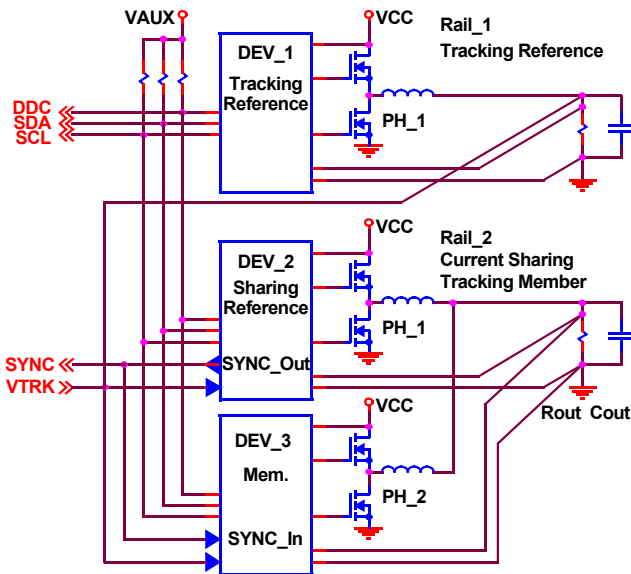 VAUX
VCC
Rail_1
Tracking Reference
DEV_1
Tracking
Reference
DDC
SDA
SCL
PH_1
VCC
Rail_2
Current Sharing
Tracking Member
DEV_2
Sharing
Reference
PH_1
SYNC
SYNC_Out
VTRK
VCC
Rout Cout
DEV_3
Mem.
PH_2
SYNC_In